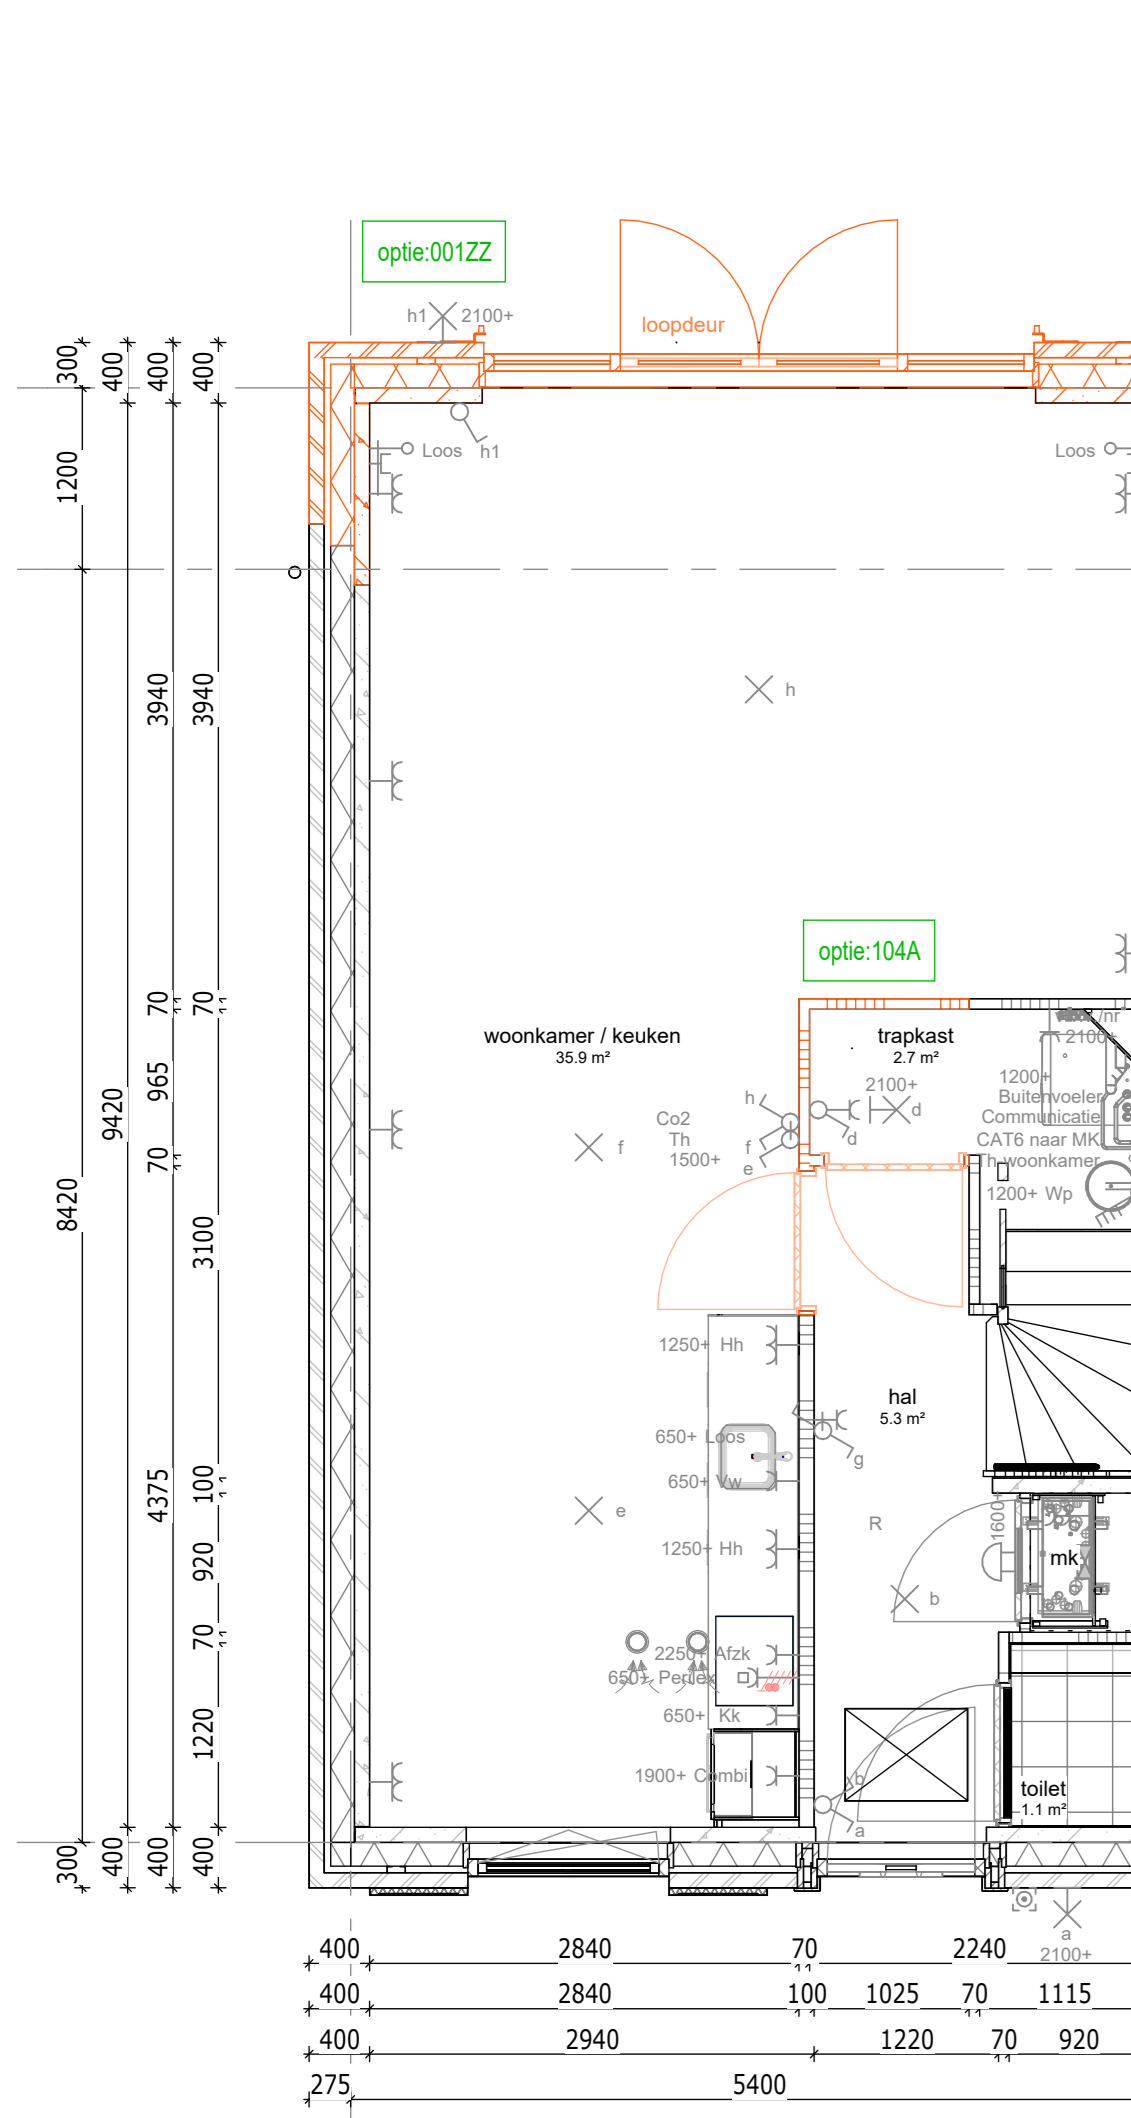 optie:001ZZ
h1
2100+
loopdeur
300
400
400
400
Loos
h1
Loos
1200
3940
3940
h
optie:104A
70
70
woonkamer / keuken
35.9 m²
trapkast
2.7 m²
/nr
2100+
965
9420
1200+
Buitenvoeler
Communicatie
CAT6 naar MK
Th woonkamer
1200+ Wp
2100+
d
d
h
Co2
Th
1500+
f
e
f
70
8420
3100
1250+ Hh
hal
5.3 m²
650+ Loos
g
650+ Vw
4375
100
e
R
1600+
1250+ Hh
mk
920
b
70
2250+ Afzk
650+ Perilex
650+ Kk
1220
1900+ Combi
b
toilet
1.1 m²
a
300
400
400
400
a
2100+
400
2840
70
2240
400
2840
100
1025
70
1115
400
2940
1220
70
920
275
5400